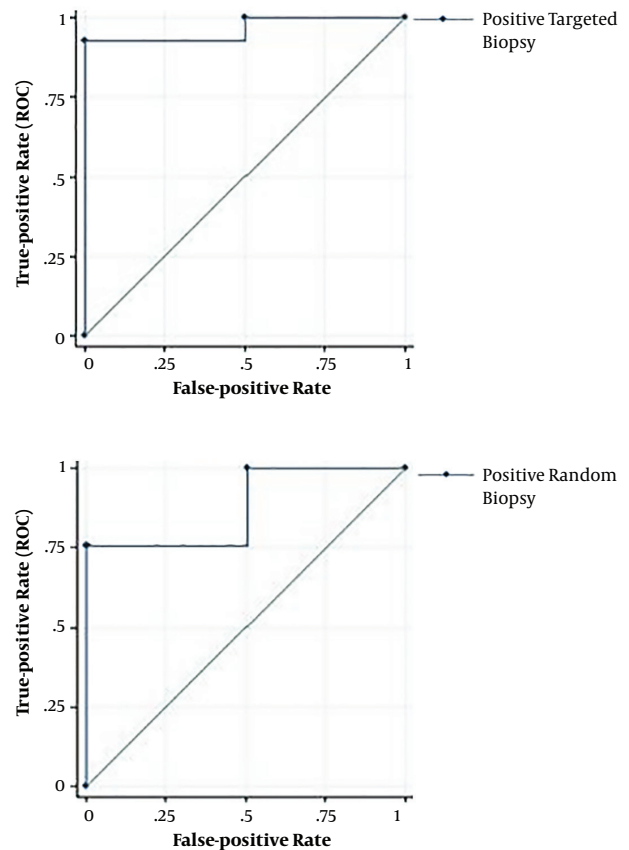 1
.75
.5
.25
0
True-positive Rate (ROC)
0 .25 .5 .75 1
False-positive Rate
Positive Targeted
Biopsy
1
.75
.5
.25
0
True-positive Rate (ROC)
0 .25 .5 .75 1
False-positive Rate
Positive Random
Biopsy